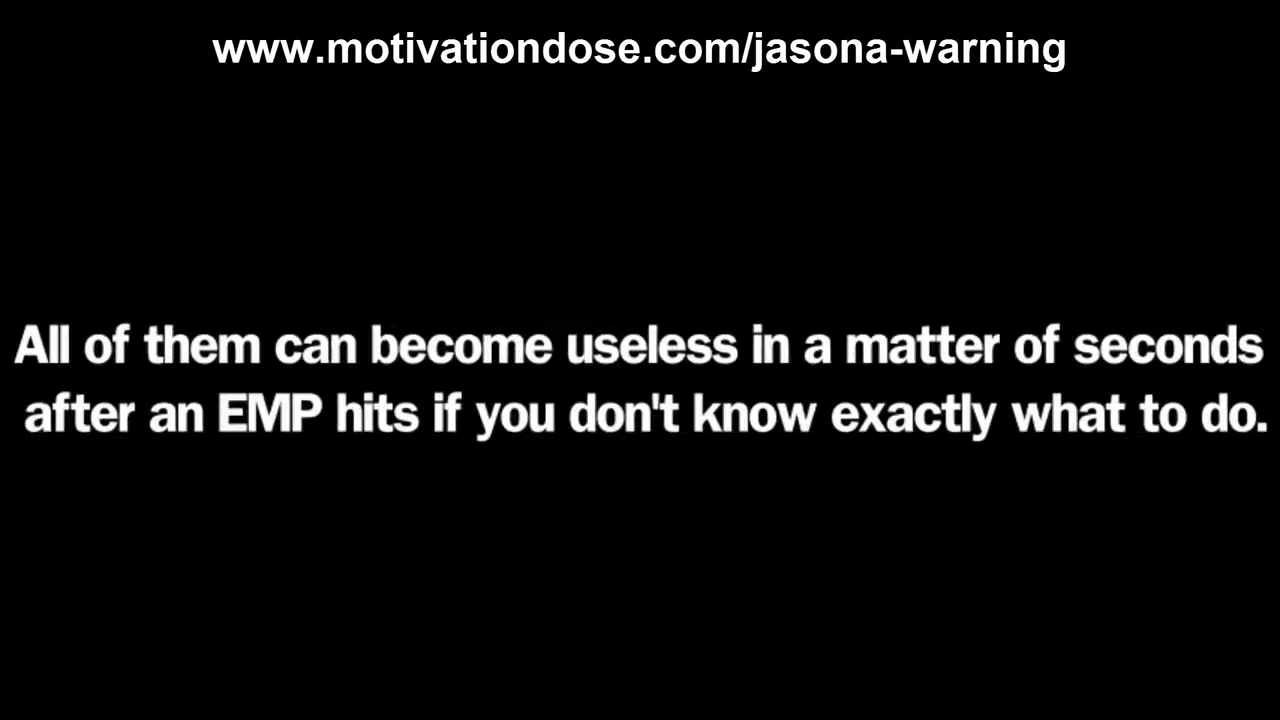 www.motivationdose.com/jasona-warning
All of them can become useless in a matter of seconds
after an EMP hits if you don't know exactly what to do.